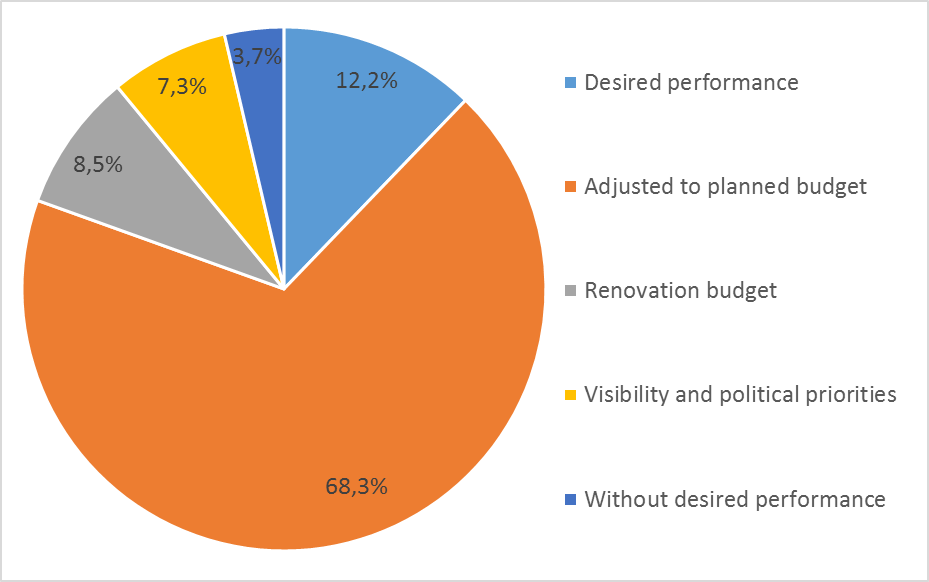 3,7%
12,2%
7,3%
8,5%
68,3%
Desired performance
Adjusted to planned budget
Renovation budget
Visibility and political priorities
Without desired performance